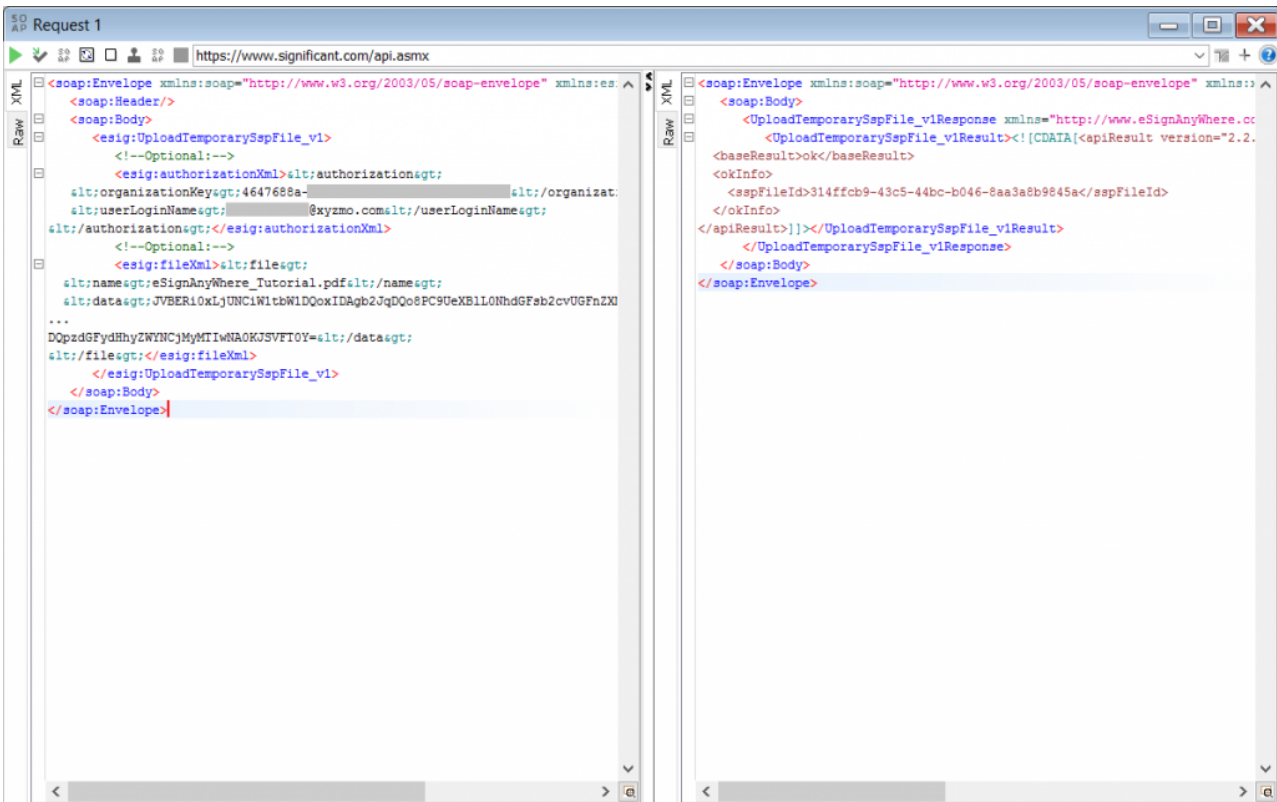 SO AP Request 1
https://www.significant.com/api.asmx
XML
Raw
<soap:Envelope xmlns:soap="http://www.w3.org/2003/05/soap-envelope" xmlns:es
<soap:Header/>
<soap:Body>
<esig:UploadTemporarySspFile_v1>
<!--Optional:-->
<esig:authorizationXml>&lt;authorization&gt;
&lt;organizationKey&gt;4647688a- &lt;/organizat
&lt;userLoginName&gt; @xyzmo.com&lt;/userLoginName&gt;
&lt;/authorization&gt;</esig:authorizationXml>
<!--Optional:-->
<esig:fileXml>&lt;file&gt;
&lt;name&gt;eSignAnyWhere_Tutorial.pdf&lt;/name&gt;
&lt;data&gt;JVBERi0xLjUNCiW1tbW1DQoxIDAgb2JqDQo8PC9UeXBlL0NhdGFsb2cvUGFnZX
...
DQpzdGFydHhyZWYNCjMyMTIwNA0KJSVFT0Y=&lt;/data&gt;
&lt;/file&gt;</esig:fileXml>
</esig:UploadTemporarySspFile_v1>
</soap:Body>
</soap:Envelope>
XML
Raw
<soap:Envelope xmlns:soap="http://www.w3.org/2003/05/soap-envelope" xmlns:
<soap:Body>
<UploadTemporarySspFile_v1Response xmlns="http://www.eSignAnyWhere.co
<UploadTemporarySspFile_v1Result><![CDATA[<apiResult version="2.2.
<baseResult>ok</baseResult>
<okInfo>
<sspFileId>314ffcb9-43c5-44bc-b046-8aa3a8b9845a</sspFileId>
</okInfo>
</apiResult>]]></UploadTemporarySspFile_v1Result>
</UploadTemporarySspFile_v1Response>
</soap:Body>
</soap:Envelope>